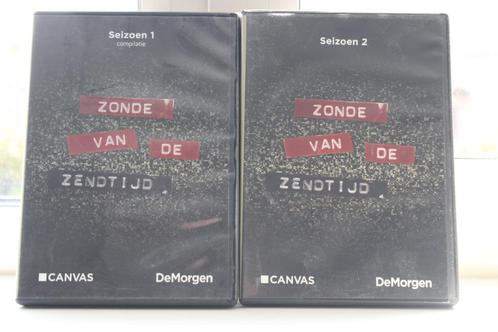 Seizoen 1
compilatie
ZONDE
VAN DE
ZENDTIJD
CANVAS DeMorgen
Seizoen 2
ZONDE
VAN DE
ZENDTIJD
CANVAS DeMorgen